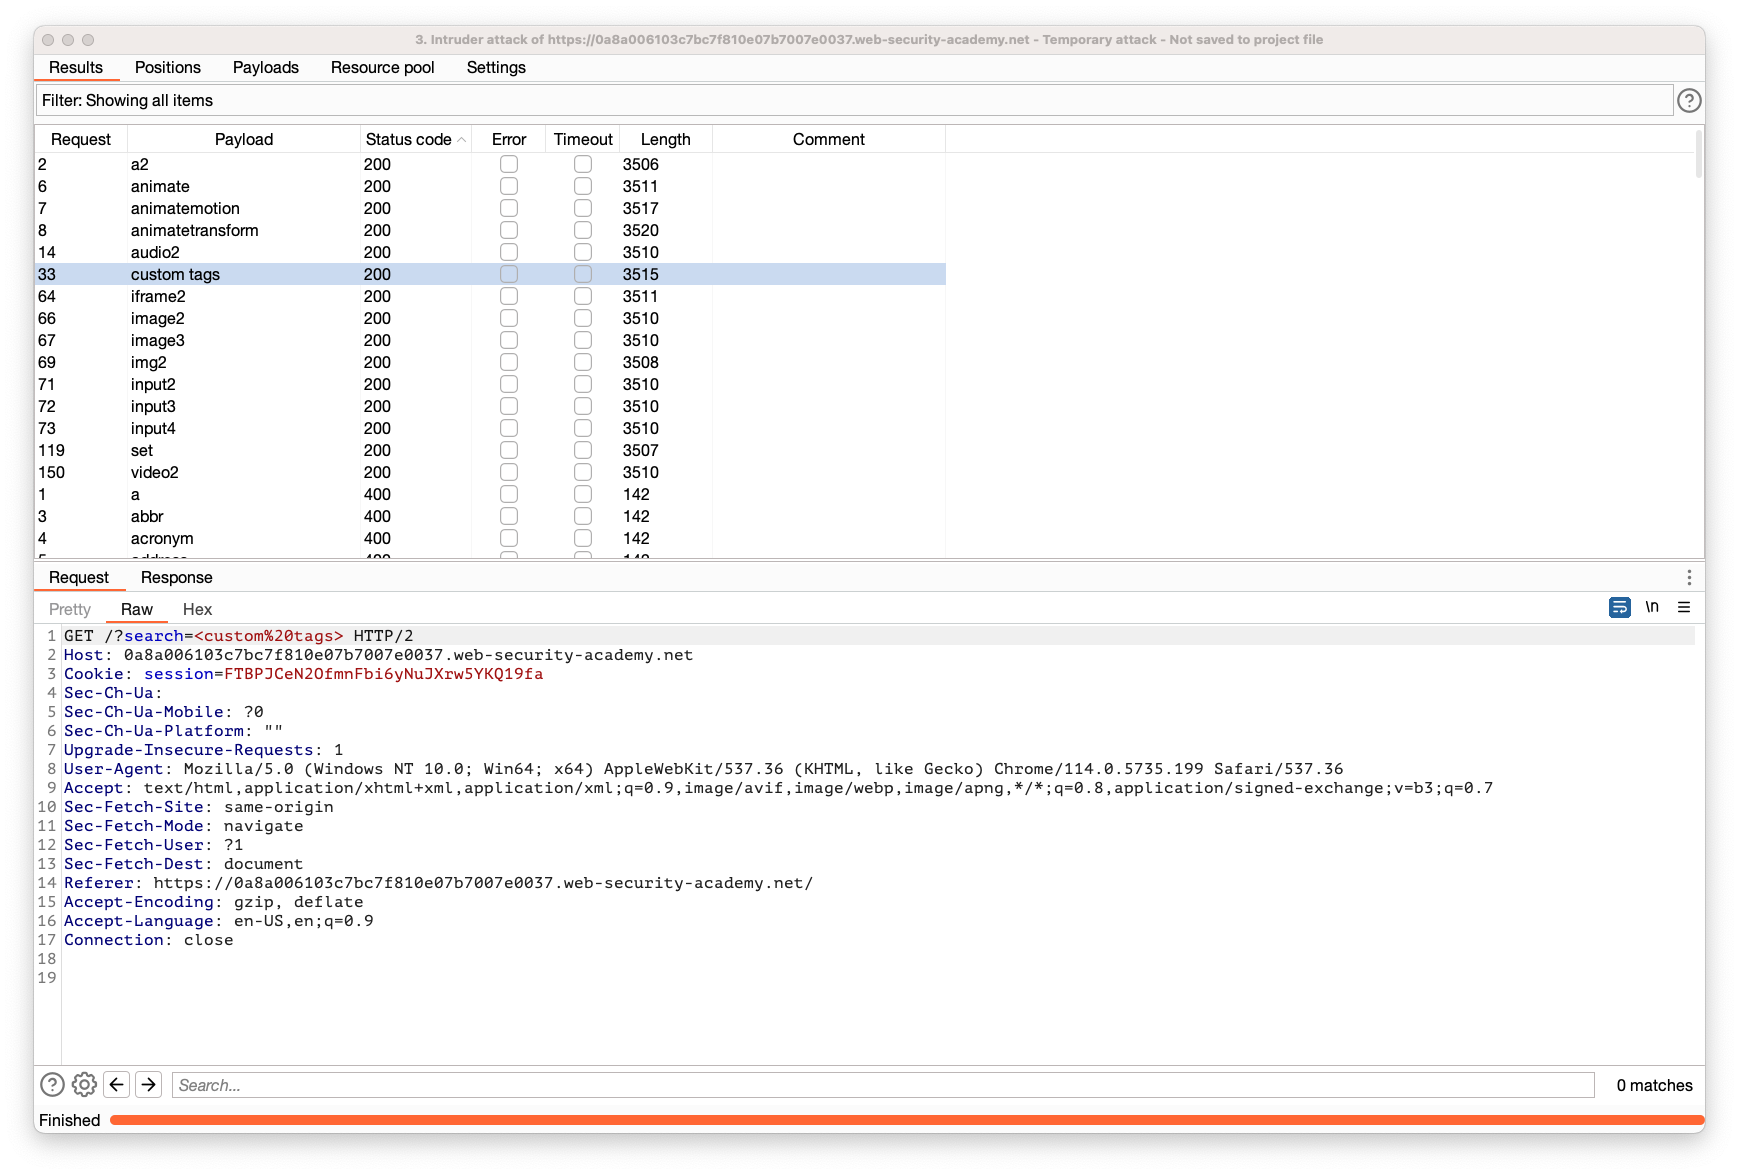 3. Intruder attack of https://0a8a006103c7bc7f810e07b7007e0037.web-security-academy.net - Temporary attack - Not saved to project file
Results Positions Payloads Resource pool Settings
Filter: Showing all items
Request Payload Status code Error Timeout Length Comment
2 a2 200 3506
6 animate 200 3511
7 animatemotion 200 3517
8 animatetransform 200 3520
14 audio2 200 3510
33 custom tags 200 3515
64 iframe2 200 3511
66 image2 200 3510
67 image3 200 3510
69 img2 200 3508
71 input2 200 3510
72 input3 200 3510
73 input4 200 3510
119 set 200 3507
150 video2 200 3510
1 a 400 142
3 abbr 400 142
4 acronym 400 142
5 address 400 142
Request Response
Pretty Raw Hex \n
1 GET /?search=<custom%20tags> HTTP/2
2 Host: 0a8a006103c7bc7f810e07b7007e0037.web-security-academy.net
3 Cookie: session=FTBPJCeN2OfmnFbi6yNuJXrw5YKQ19fa
4 Sec-Ch-Ua:
5 Sec-Ch-Ua-Mobile: ?0
6 Sec-Ch-Ua-Platform: ""
7 Upgrade-Insecure-Requests: 1
8 User-Agent: Mozilla/5.0 (Windows NT 10.0; Win64; x64) AppleWebKit/537.36 (KHTML, like Gecko) Chrome/114.0.5735.199 Safari/537.36
9 Accept: text/html,application/xhtml+xml,application/xml;q=0.9,image/avif,image/webp,image/apng,*/*;q=0.8,application/signed-exchange;v=b3;q=0.7
10 Sec-Fetch-Site: same-origin
11 Sec-Fetch-Mode: navigate
12 Sec-Fetch-User: ?1
13 Sec-Fetch-Dest: document
14 Referer: https://0a8a006103c7bc7f810e07b7007e0037.web-security-academy.net/
15 Accept-Encoding: gzip, deflate
16 Accept-Language: en-US,en;q=0.9
17 Connection: close
18
19
Search... 0 matches
Finished